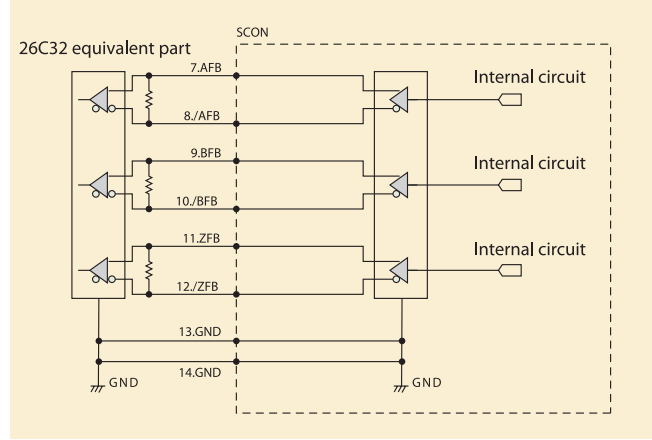 SCON
26C32 equivalent part
7.AFB
Internal circuit
8./AFB
9.BFB
Internal circuit
10./BFB
11.ZFB
Internal circuit
12./ZFB
13.GND
14.GND
GND
GND